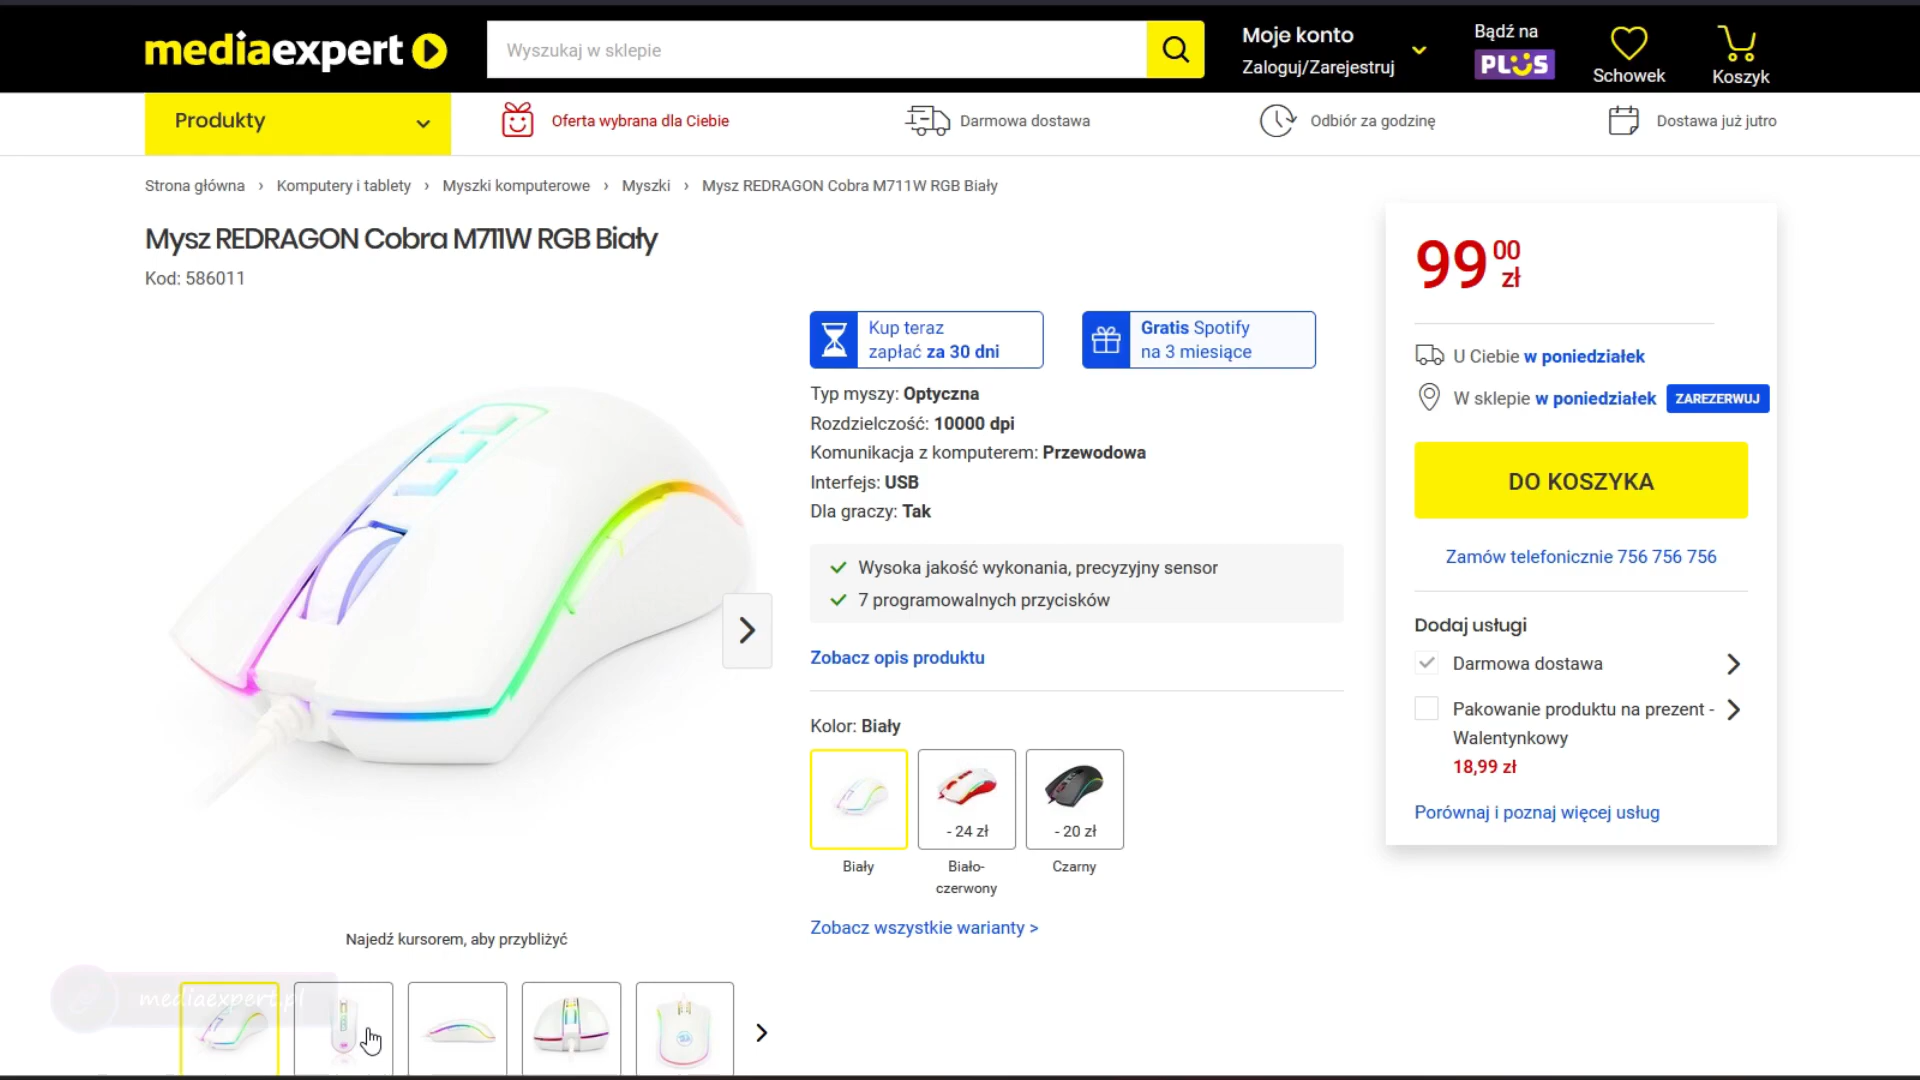 mediaexpert
Wyszukaj w sklepie
Moje konto
Zaloguj/Zarejestruj
Bądź na
PLUS
Schowek
Koszyk
Produkty
Oferta wybrana dla Ciebie
Darmowa dostawa
Odbiór za godzinę
Dostawa już jutro
Strona główna › Komputery i tablety › Myszki komputerowe › Myszki › Mysz REDRAGON Cobra M711W RGB Biały
Mysz REDRAGON Cobra M711W RGB Biały
Kod: 586011
Kup teraz
zapłać za 30 dni
Gratis Spotify
na 3 miesiące
Typ myszy: Optyczna
Rozdzielczość: 10000 dpi
Komunikacja z komputerem: Przewodowa
Interfejs: USB
Dla graczy: Tak
Wysoka jakość wykonania, precyzyjny sensor
7 programowalnych przycisków
Zobacz opis produktu
Kolor: Biały
- 24 zł
- 20 zł
Biały
Biało-
czerwony
Czarny
Zobacz wszystkie warianty >
Najedź kursorem, aby przybliżyć
mediaexpert.pl
99 00 zł
U Ciebie w poniedziałek
W sklepie w poniedziałek ZAREZERWUJ
DO KOSZYKA
Zamów telefonicznie 756 756 756
Dodaj usługi
Darmowa dostawa
Pakowanie produktu na prezent -
Walentynkowy
18,99 zł
Porównaj i poznaj więcej usług